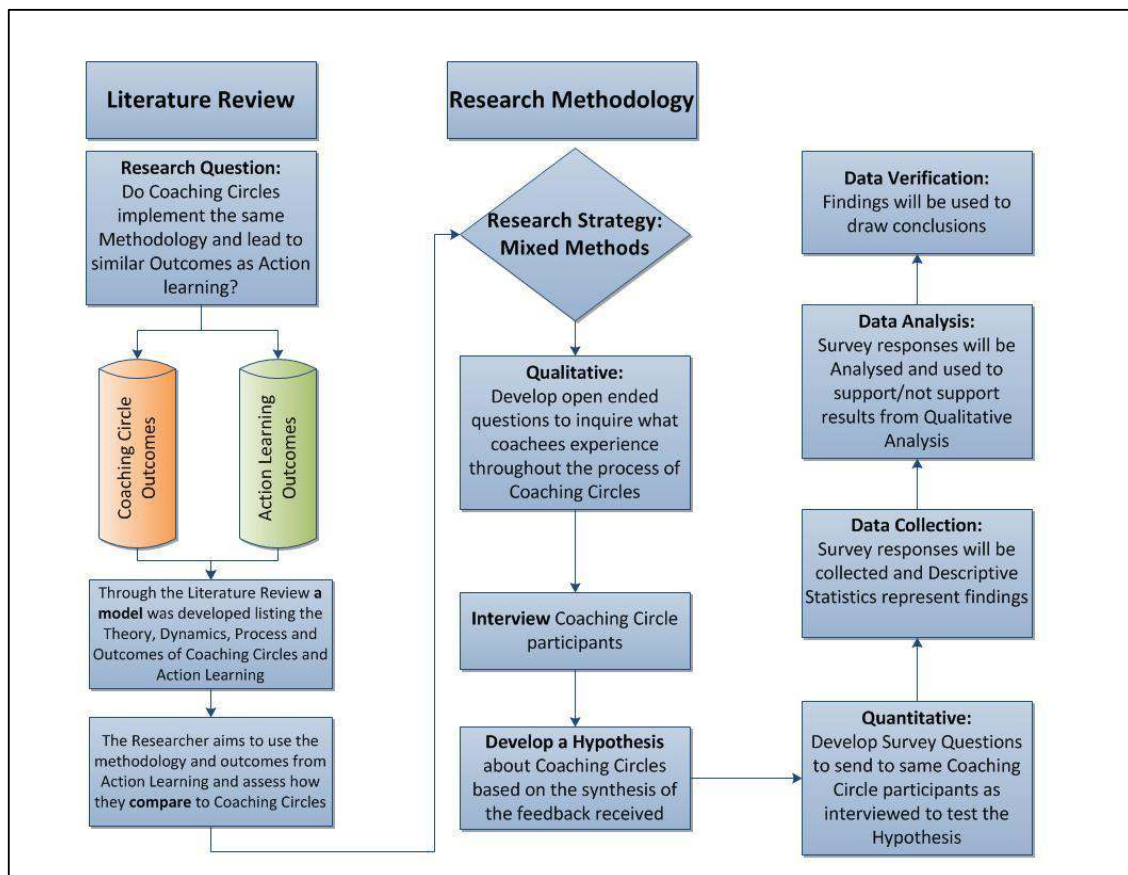 Literature Review
Research Question:
Do Coaching Circles
implement the same
Methodology and lead to
similar Outcomes as Action
learning?
Coaching Circle
Outcomes
Action Learning
Outcomes
Through the Literature Review a
model was developed listing the
Theory, Dynamics, Process and
Outcomes of Coaching Circles and
Action Learning
The Researcher aims to use the
methodology and outcomes from
Action Learning and assess how
they compare to Coaching Circles
Research Methodology
Research Strategy:
Mixed Methods
Qualitative:
Develop open ended
questions to inquire what
coachees experience
throughout the process of
Coaching Circles
Interview Coaching Circle
participants
Develop a Hypothesis
about Coaching Circles
based on the synthesis of
the feedback received
Quantitative:
Develop Survey Questions
to send to same Coaching
Circle participants as
interviewed to test the
Hypothesis
Data Collection:
Survey responses will be
collected and Descriptive
Statistics represent findings
Data Analysis:
Survey responses will be
Analysed and used to
support/not support
results from Qualitative
Analysis
Data Verification:
Findings will be used to
draw conclusions